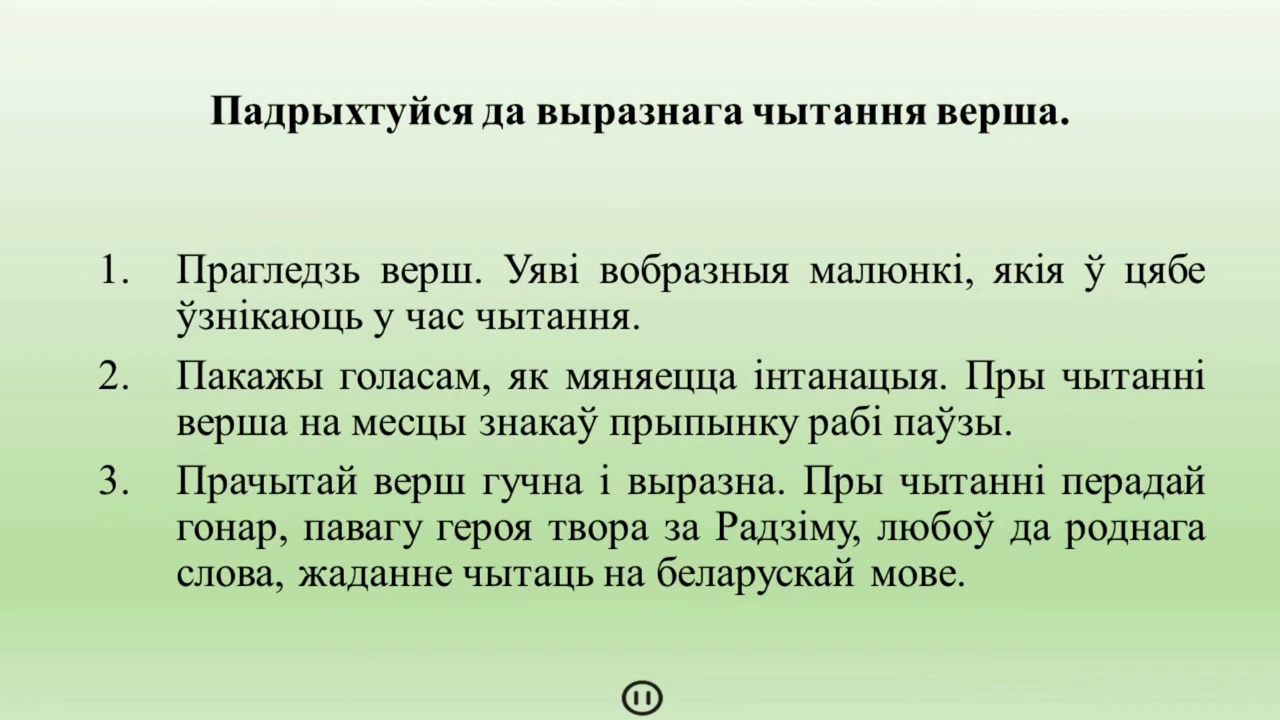 Падрыхтуйся да выразнага чытання верша.
1. Прагледзь верш. Уяві вобразныя малюнкі, якія ў цябе
ўзнікаюць у час чытання.
2. Пакажы голасам, як мяняецца інтанацыя. Пры чытанні
верша на месцы знакаў прыпынку рабі паўзы.
3. Прачытай верш гучна і выразна. Пры чытанні перадай
гонар, павагу героя твора за Радзіму, любоў да роднага
слова, жаданне чытаць на беларускай мове.